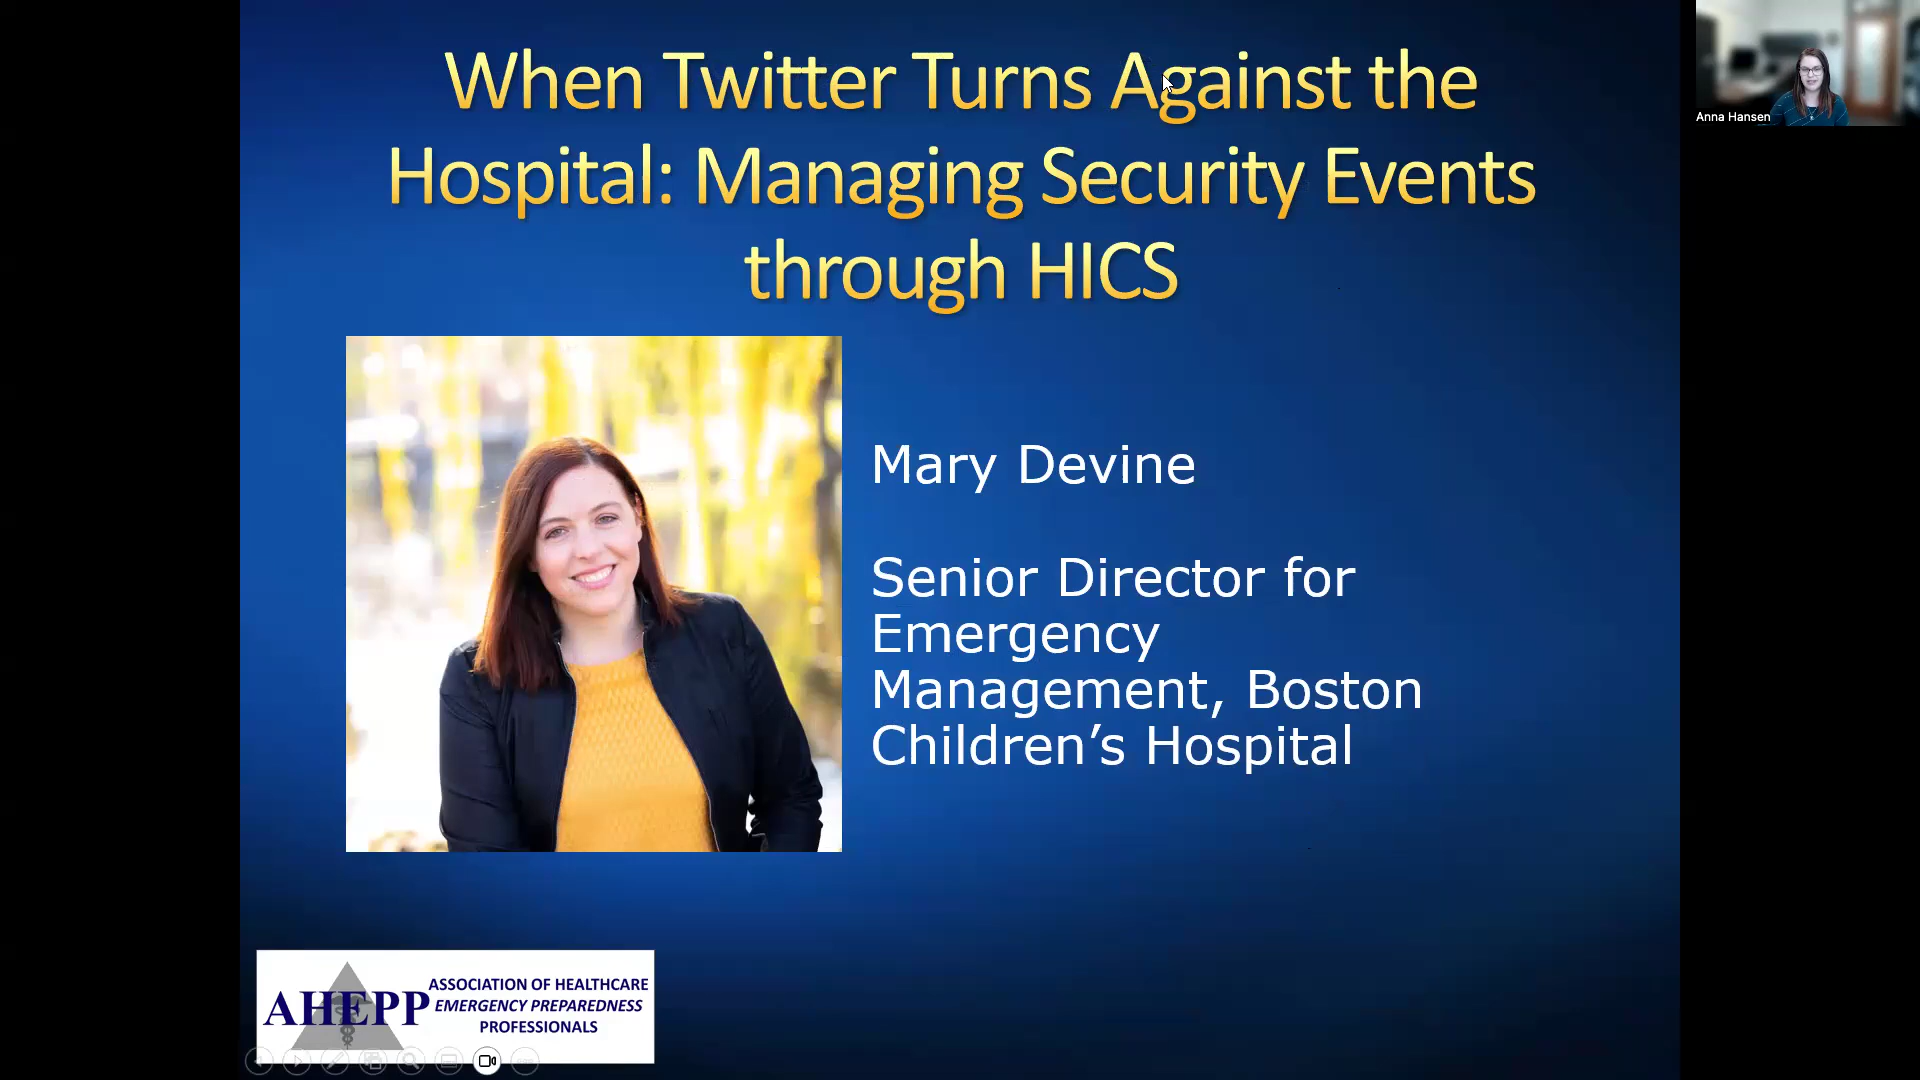 When Twitter Turns Against the
Hospital: Managing Security Events
through HICS
Anna Hansen
Mary Devine
Senior Director for
Emergency
Management, Boston
Children’s Hospital
AHEPP
ASSOCIATION OF HEALTHCARE
EMERGENCY PREPAREDNESS
PROFESSIONALS